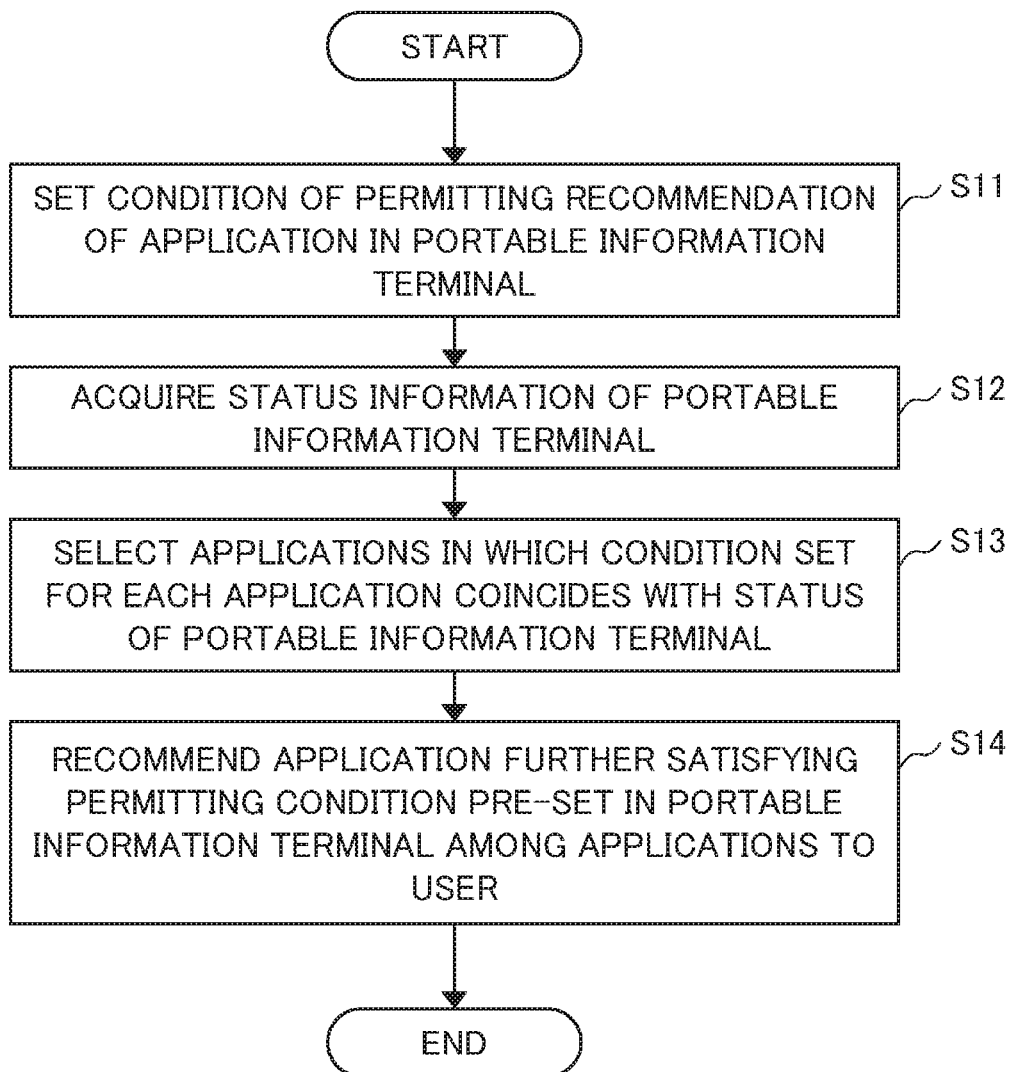 START
SET CONDITION OF PERMITTING RECOMMENDATION
OF APPLICATION IN PORTABLE INFORMATION
TERMINAL
S11
ACQUIRE STATUS INFORMATION OF PORTABLE
INFORMATION TERMINAL
S12
SELECT APPLICATIONS IN WHICH CONDITION SET
FOR EACH APPLICATION COINCIDES WITH STATUS
OF PORTABLE INFORMATION TERMINAL
S13
RECOMMEND APPLICATION FURTHER SATISFYING
PERMITTING CONDITION PRE-SET IN PORTABLE
INFORMATION TERMINAL AMONG APPLICATIONS TO
USER
S14
END